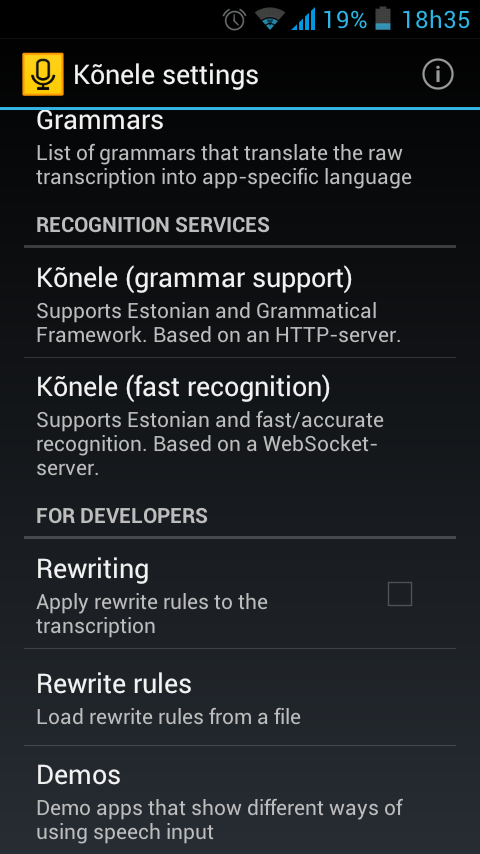 19% 18h35
Kõnele settings
Grammars
List of grammars that translate the raw
transcription into app-specific language
RECOGNITION SERVICES
Kõnele (grammar support)
Supports Estonian and Grammatical
Framework. Based on an HTTP-server.
Kõnele (fast recognition)
Supports Estonian and fast/accurate
recognition. Based on a WebSocket-
server.
FOR DEVELOPERS
Rewriting
Apply rewrite rules to the
transcription
Rewrite rules
Load rewrite rules from a file
Demos
Demo apps that show different ways of
using speech input